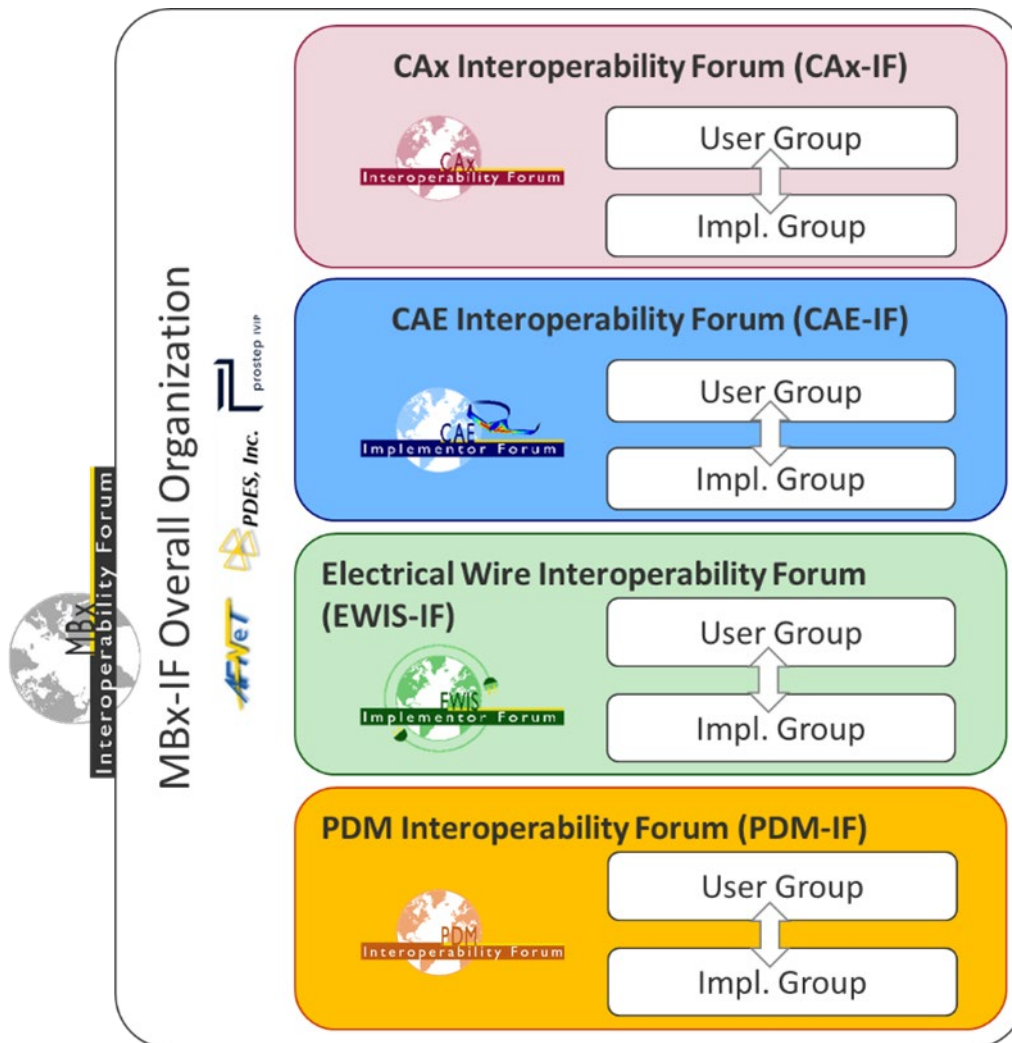 MBx
Interoperability Forum
MBx-IF Overall Organization
AFNeT
PDES, Inc.
prostep IVIP
CAx Interoperability Forum (CAx-IF)
CAx
Interoperability Forum
User Group
Impl. Group
CAE Interoperability Forum (CAE-IF)
CAE
Implementor Forum
User Group
Impl. Group
Electrical Wire Interoperability Forum
(EWIS-IF)
EWIS
Implementor Forum
User Group
Impl. Group
PDM Interoperability Forum (PDM-IF)
PDM
Interoperability Forum
User Group
Impl. Group